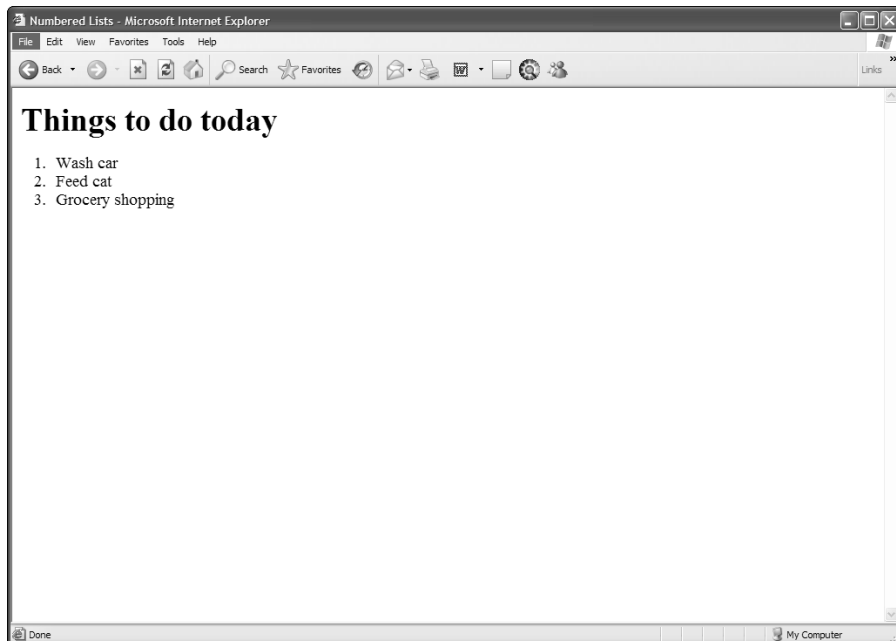 Numbered Lists - Microsoft Internet Explorer
File Edit View Favorites Tools Help
Back Search Favorites W Links »
Things to do today
1. Wash car
2. Feed cat
3. Grocery shopping
Done My Computer